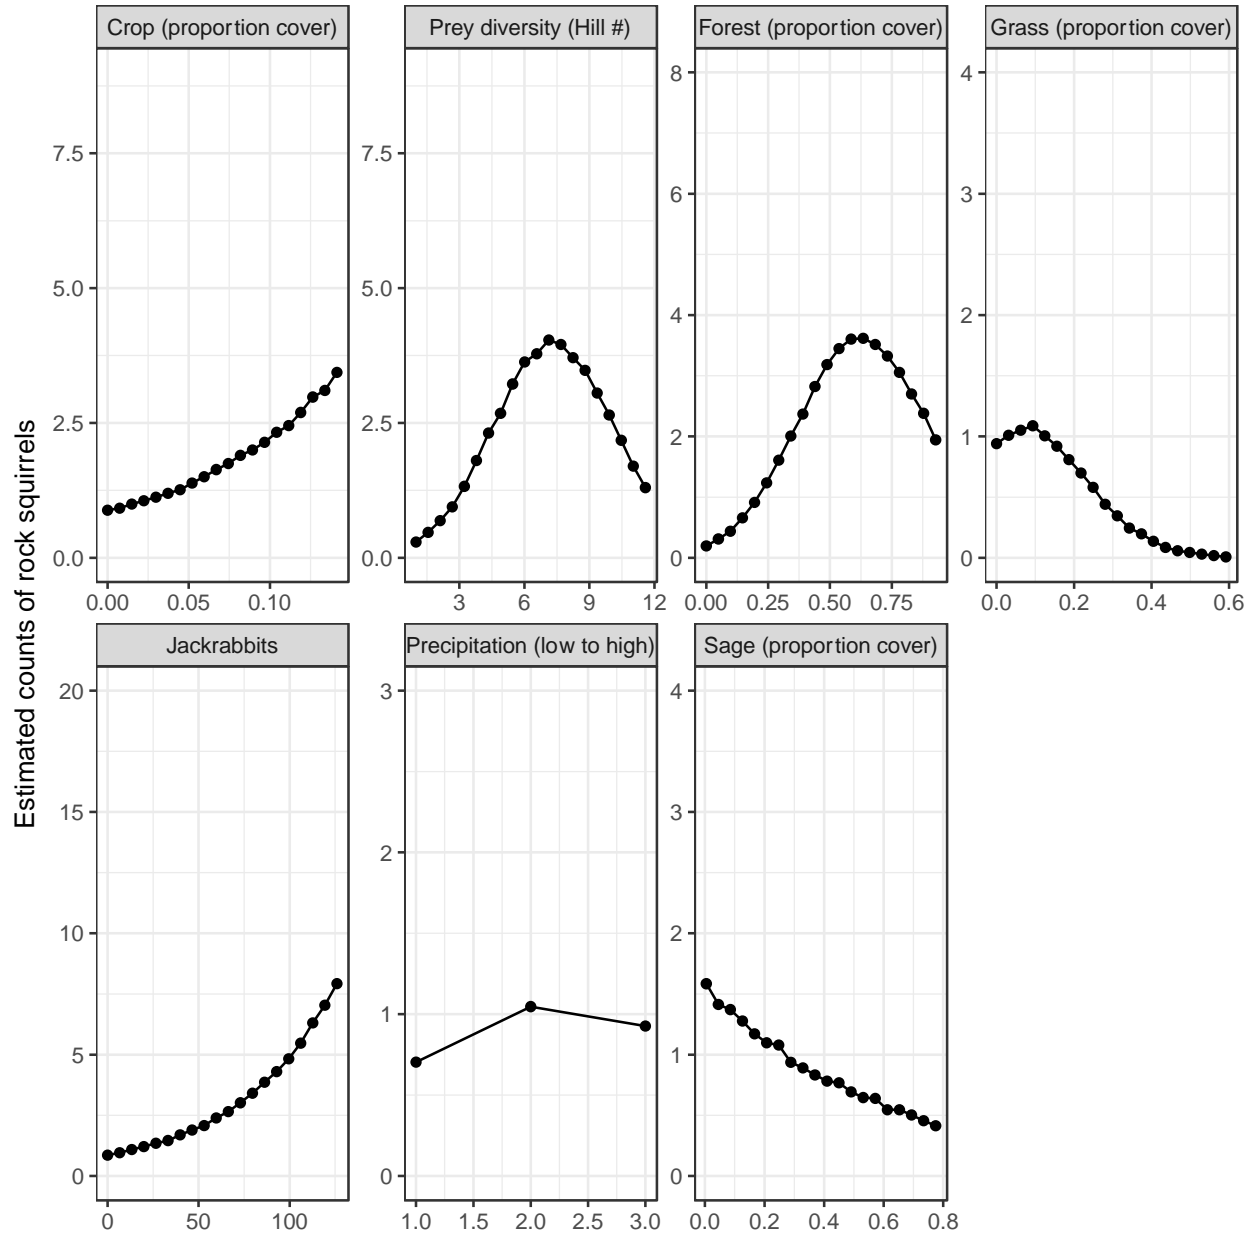 Crop (proportion cover)
Prey diversity (Hill #)
Forest (proportion cover)
Grass (proportion cover)
7.5
5.0
2.5
0.0
0.00 0.05 0.10
7.5
5.0
2.5
0.0
3 6 9 12
8
6
4
2
0
0.00 0.25 0.50 0.75
4
3
2
1
0
0.0 0.2 0.4 0.6
Estimated counts of rock squirrels
Jackrabbits
Precipitation (low to high)
Sage (proportion cover)
20
15
10
5
0
0 50 100
3
2
1
0
1.0 1.5 2.0 2.5 3.0
4
3
2
1
0
0.0 0.2 0.4 0.6 0.8